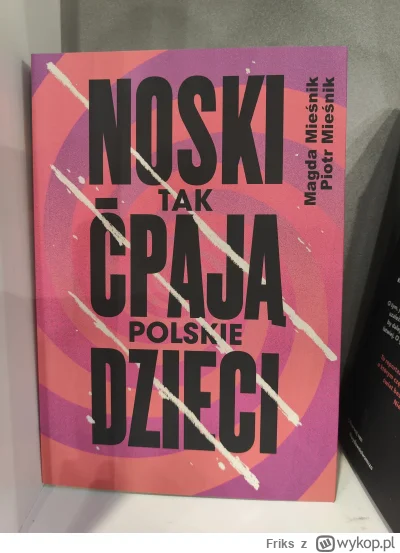 NOSKI
TAK
ĆPAJĄ
POLSKIE
DZIECI
Magda Mieśnik
Piotr Mieśnik
Friks z wykop.pl